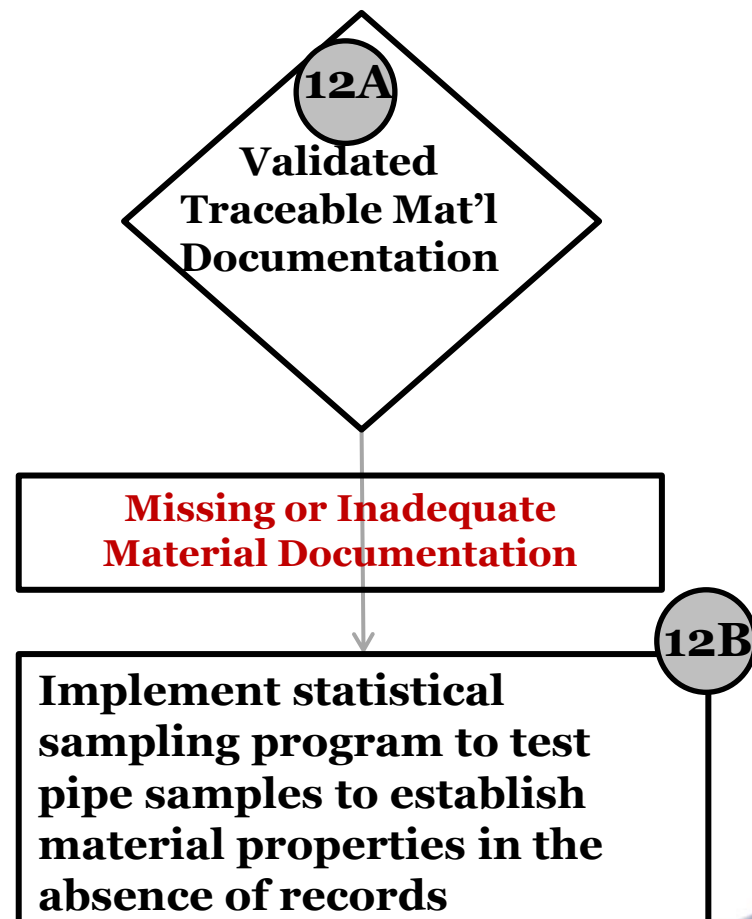 12A
Validated
Traceable Mat’l
Documentation
Missing or Inadequate
Material Documentation
12B
Implement statistical
sampling program to test
pipe samples to establish
material properties in the
absence of records